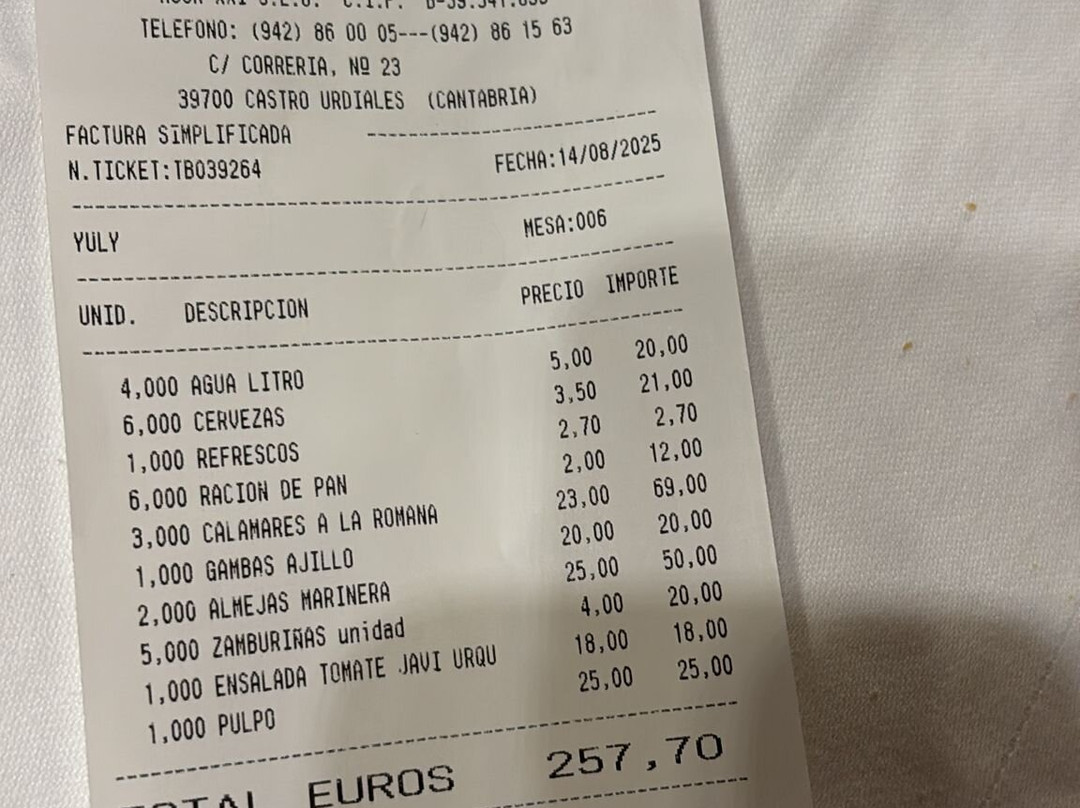 TELEFONO: (942) 86 00 05---(942) 86 15 63
C/ CORRERIA, Nº 23
39700 CASTRO URDIALES (CANTABRIA)
FACTURA SIMPLIFICADA
N.TICKET:TB039264 FECHA:14/08/2025
YULY MESA:006
UNID. DESCRIPCION PRECIO IMPORTE
4,000 AGUA LITRO 5,00 20,00
6,000 CERVEZAS 3,50 21,00
1,000 REFRESCOS 2,70 2,70
6,000 RACION DE PAN 2,00 12,00
3,000 CALAMARES A LA ROMANA 23,00 69,00
1,000 GAMBAS AJILLO 20,00 20,00
2,000 ALMEJAS MARINERA 25,00 50,00
5,000 ZAMBURIÑAS unidad 4,00 20,00
1,000 ENSALADA TOMATE JAVI URQU 18,00 18,00
1,000 PULPO 25,00 25,00
TOTAL EUROS 257,70